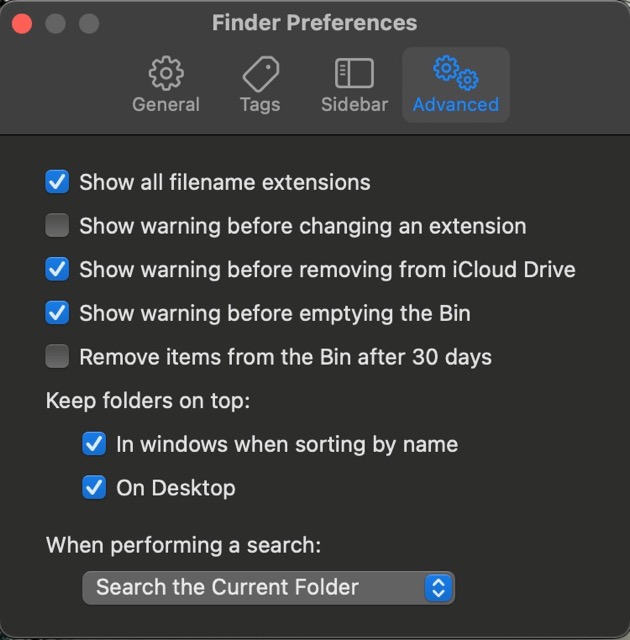 Finder Preferences
General Tags Sidebar Advanced
Show all filename extensions
Show warning before changing an extension
Show warning before removing from iCloud Drive
Show warning before emptying the Bin
Remove items from the Bin after 30 days
Keep folders on top:
In windows when sorting by name
On Desktop
When performing a search:
Search the Current Folder